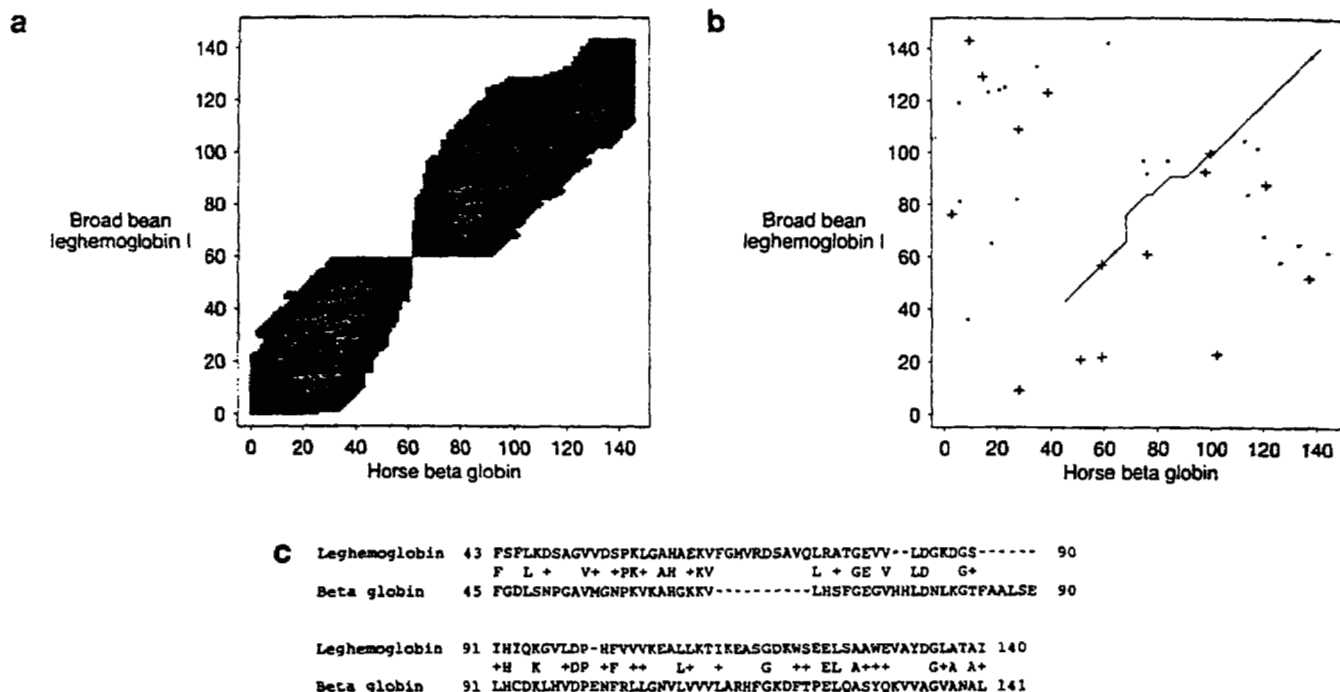 a
140
120
100
80
60
40
20
0
Broad bean
leghemoglobin I
0 20 40 60 80 100 120 140
Horse beta globin
b
140
120
100
80
60
40
20
0
Broad bean
leghemoglobin I
0 20 40 60 80 100 120 140
Horse beta globin
c
Leghemoglobin 43 FSFLKDSAGVVDSPKLGAHAEKVFGMVRDSAVQLRATGEVV--LDGKDGS------ 90
F L + V+ +PK+ AH +KV L + GE V LD G+
Beta globin 45 FGDLSNPGAVMGNPKVKAHGKKV----------LHSFGEGVHHLDNLKGTFAALSE 90
Leghemoglobin 91 IHIQKGVLDP-HFVVVKEALLKTIKEASGDKWSEELSAAWEVAYDGLATAI 140
+H K +DP +F ++ L+ + G ++ EL A+++ G+A A+
Beta globin 91 LHCDKLHVDPENFRLLGNVLVVVLARHFGKDFTPELQASYQKVVAGVANAL 141